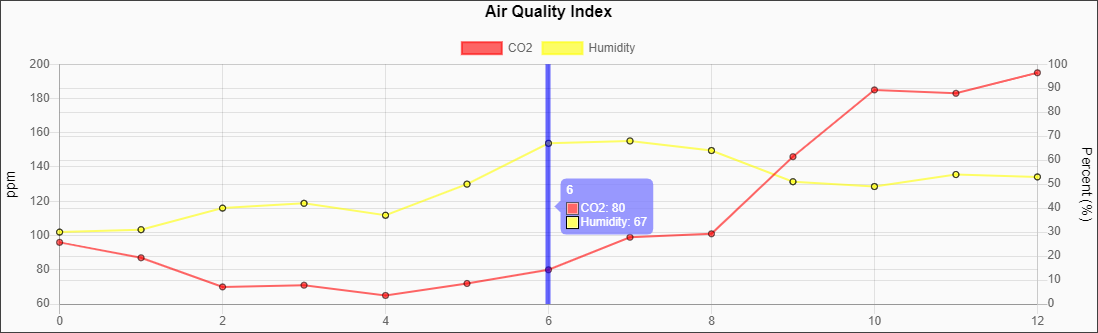 Air Quality Index
CO2 Humidity
200 100
180 90
160 80
140 70
120 60
100 50
80 40
60 30
20
10
0
ppm
Percent (%)
6
CO2: 80
Humidity: 67
0 2 4 6 8 10 12